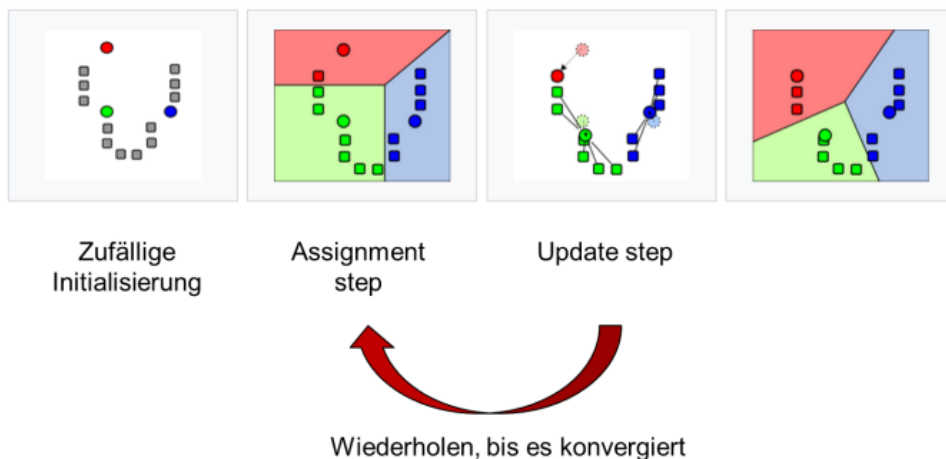 Zufällige
Initialisierung
Assignment
step
Update step
Wiederholen, bis es konvergiert